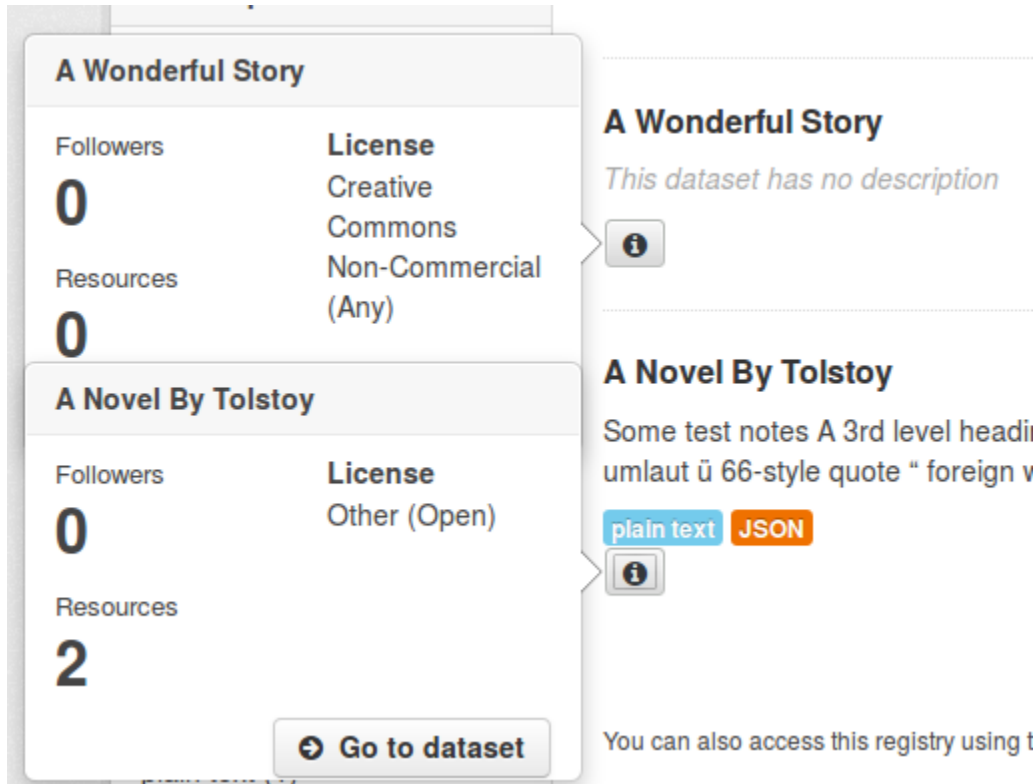 A Wonderful Story
Followers
0
Resources
0
License
Creative
Commons
Non-Commercial
(Any)
A Novel By Tolstoy
Followers
0
Resources
2
License
Other (Open)
Go to dataset
A Wonderful Story
This dataset has no description
A Novel By Tolstoy
Some test notes A 3rd level headin
umlaut ü 66-style quote “ foreign w
plain text JSON
You can also access this registry using t